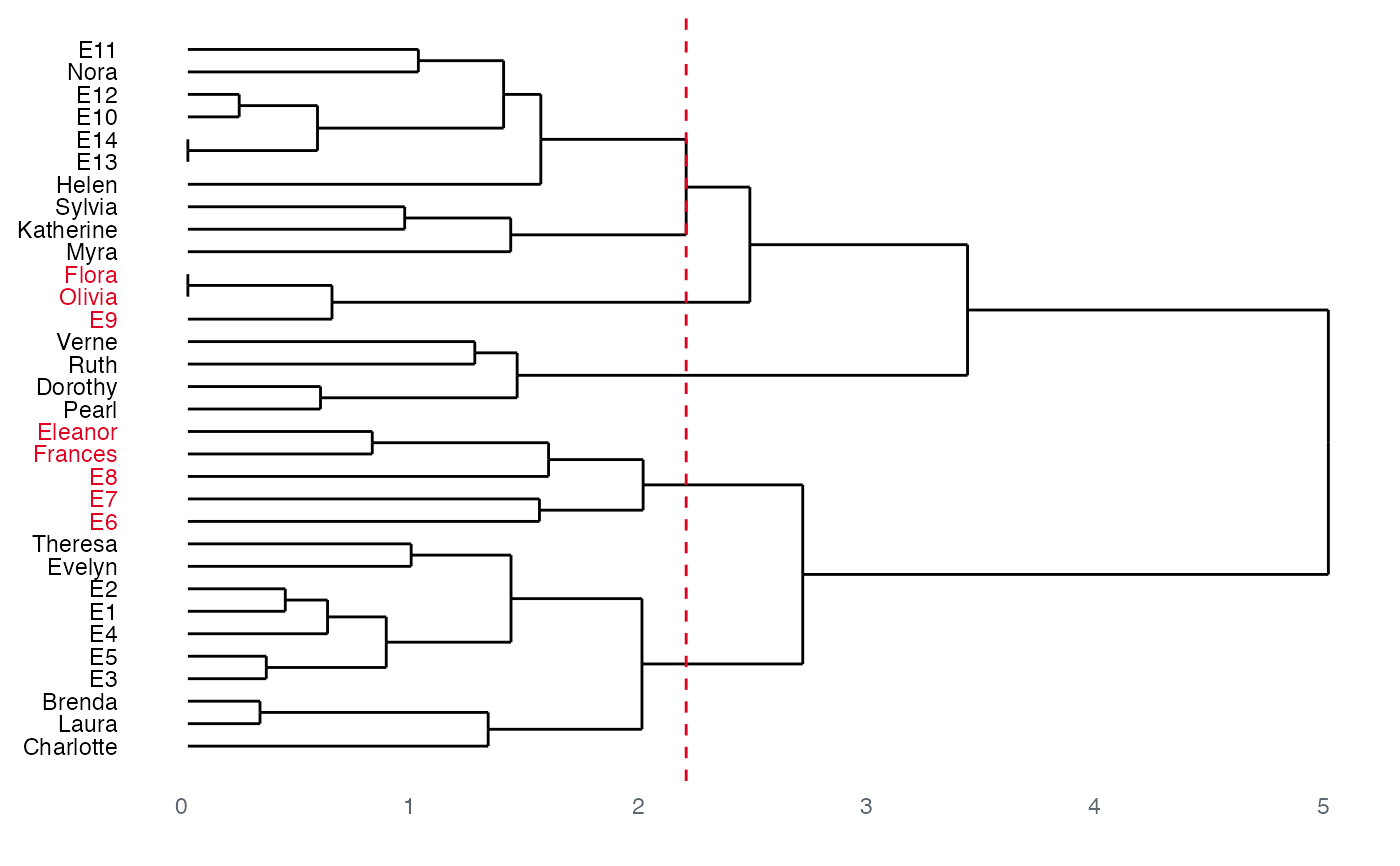 E11
Nora
E12
E10
E14
E13
Helen
Sylvia
Katherine
Myra
Flora
Olivia
E9
Verne
Ruth
Dorothy
Pearl
Eleanor
Frances
E8
E7
E6
Theresa
Evelyn
E2
E1
E4
E5
E3
Brenda
Laura
Charlotte
0 1 2 3 4 5